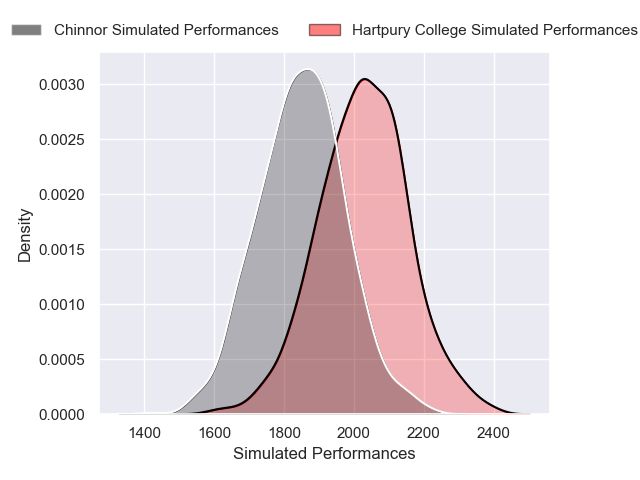 Chinnor Simulated Performances
Hartpury College Simulated Performances
0.0030
0.0025
0.0020
0.0015
0.0010
0.0005
0.0000
Density
1400 1600 1800 2000 2200 2400
Simulated Performances